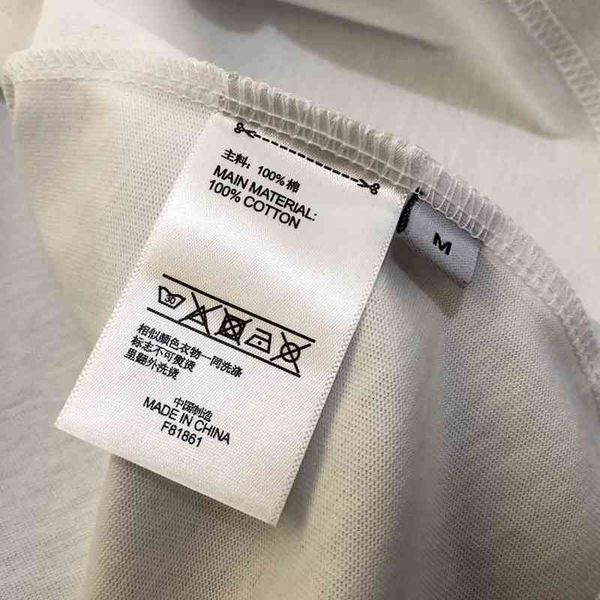 主料: 100% 棉
MAIN MATERIAL:
100% COTTON
M
30
相似颜色衣物一同洗涤
标志不可熨烫
里翻外洗烫
中国制造
MADE IN CHINA
F81861